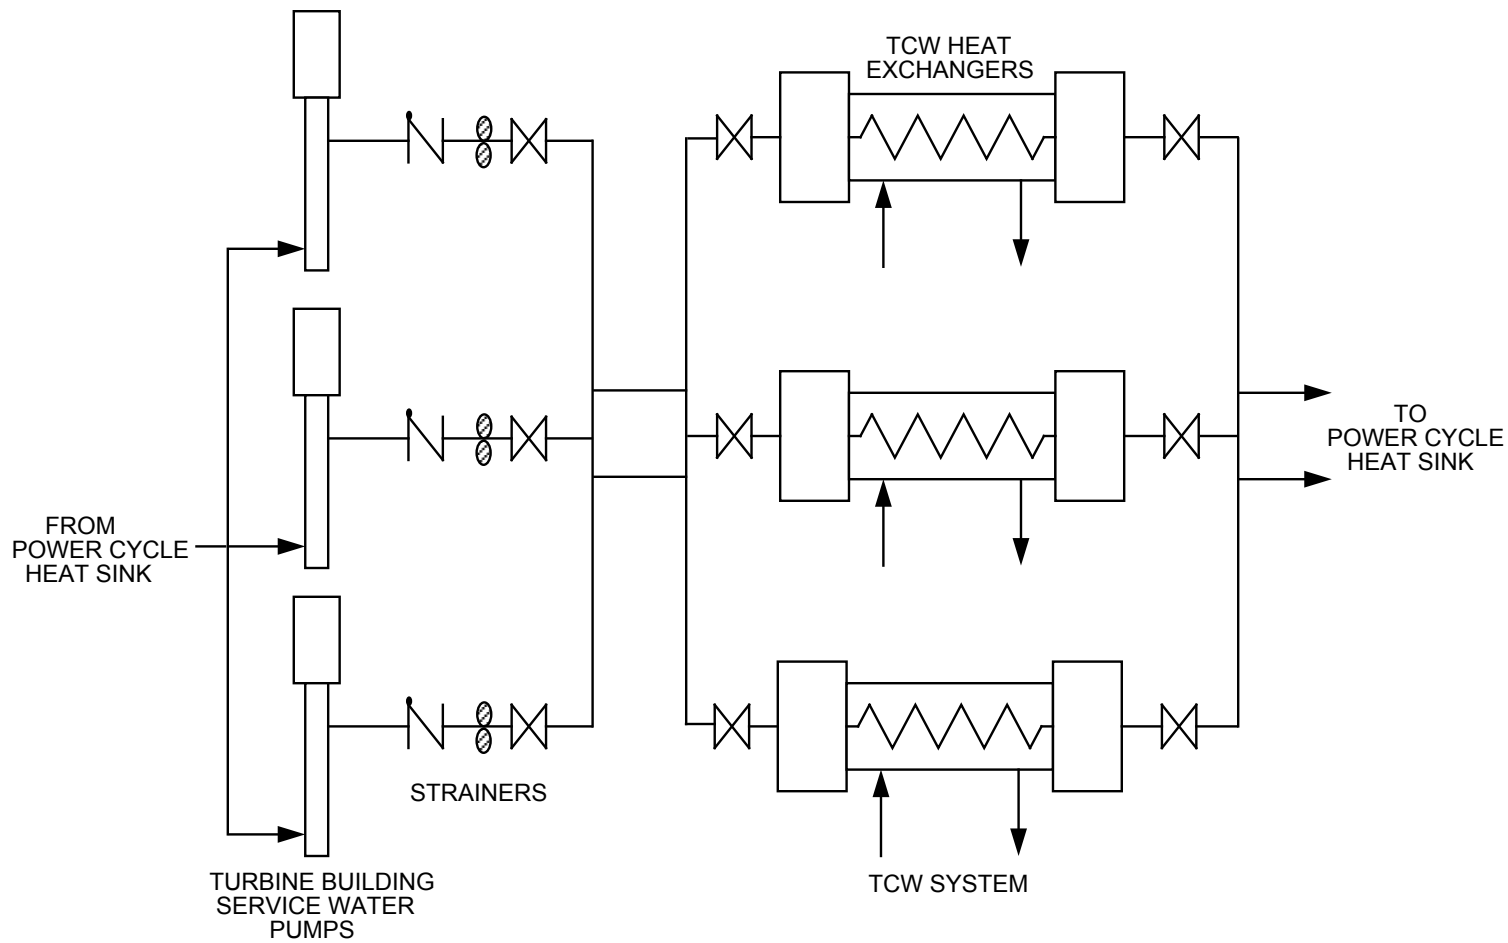 TCW HEAT
EXCHANGERS
TO
POWER CYCLE
HEAT SINK
FROM
POWER CYCLE
HEAT SINK
STRAINERS
TURBINE BUILDING
SERVICE WATER
PUMPS
TCW SYSTEM